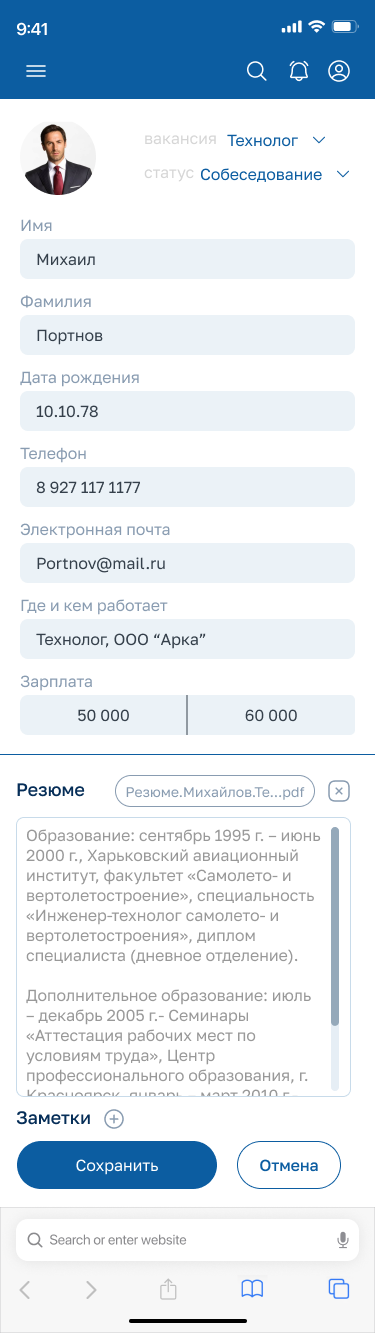 9:41
вакансия Технолог
статус Собеседование
Имя
Михаил
Фамилия
Портнов
Дата рождения
10.10.78
Телефон
8 927 117 1177
Электронная почта
Portnov@mail.ru
Где и кем работает
Технолог, ООО “Арка”
Зарплата
50 000 60 000
Резюме Резюме.Михайлов.Те...pdf
Образование: сентябрь 1995 г. – июнь
2000 г., Харьковский авиационный
институт, факультет «Самолето- и
вертолетостроение», специальность
«Инженер-технолог самолето- и
вертолетостроения», диплом
специалиста (дневное отделение).
Дополнительное образование: июль
– декабрь 2005 г.- Семинары
«Аттестация рабочих мест по
условиям труда», Центр
профессионального образования, г.
Красноярск, январь – март 2010 г.-
Заметки
Сохранить Отмена
Search or enter website